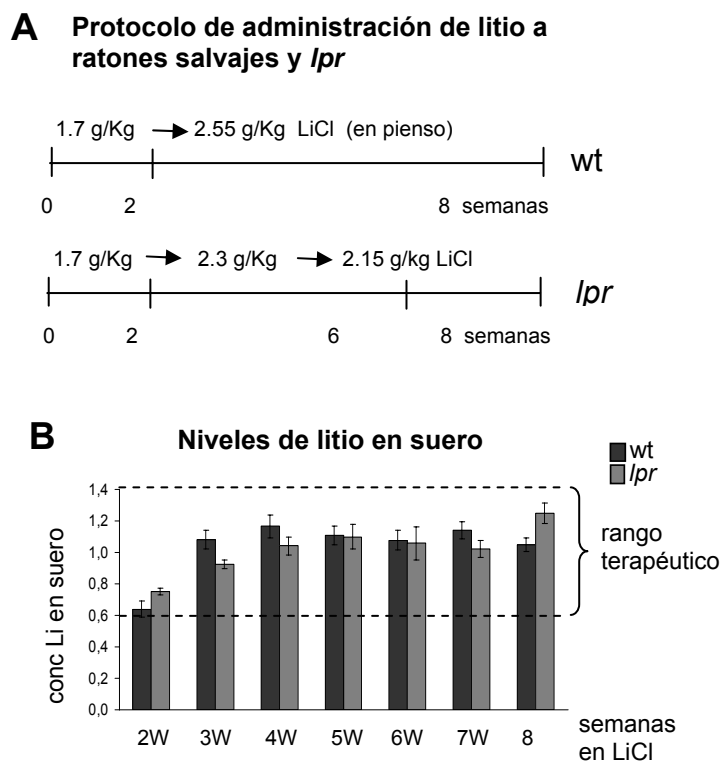 A Protocolo de administración de litio a
ratones salvajes y lpr
1.7 g/Kg 2.55 g/Kg LiCl (en pienso)
wt
0 2 8 semanas
1.7 g/Kg 2.3 g/Kg 2.15 g/kg LiCl
lpr
0 2 6 8 semanas
B Niveles de litio en suero
wt
lpr
conc Li en suero
1,4
1,2
1,0
0,8
0,6
0,4
0,2
0,0
rango
terapéutico
2W 3W 4W 5W 6W 7W 8
semanas
en LiCl